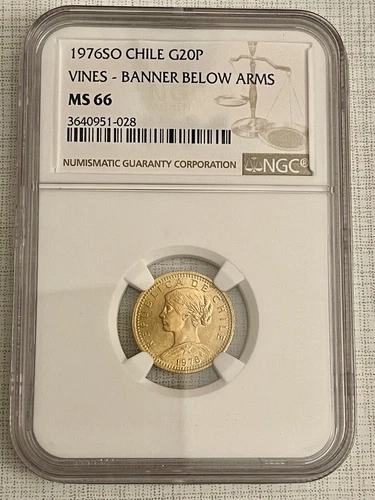 1976SO CHILE G20P
VINES - BANNER BELOW ARMS
MS 66
3640951-028
NUMISMATIC GUARANTY CORPORATION NGC®
REPUBLICA DE CHILE
1976